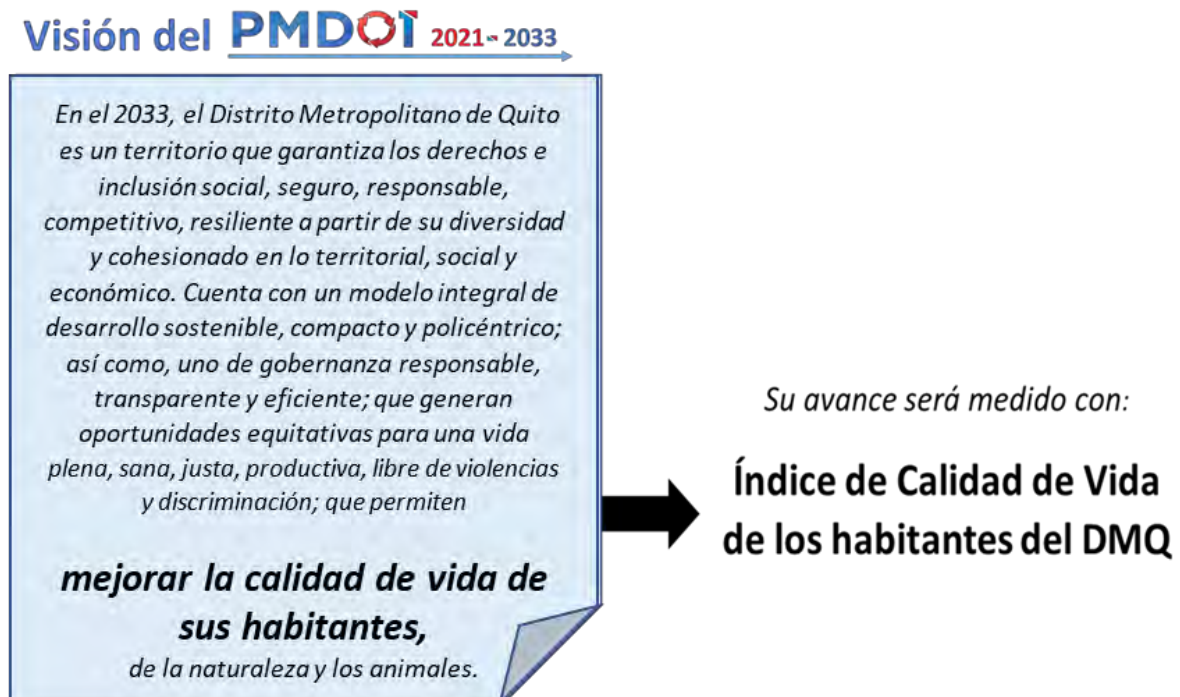 Visión del PMDOT 2021-2033
En el 2033, el Distrito Metropolitano de Quito
es un territorio que garantiza los derechos e
inclusión social, seguro, responsable,
competitivo, resiliente a partir de su diversidad
y cohesionado en lo territorial, social y
económico. Cuenta con un modelo integral de
desarrollo sostenible, compacto y policéntrico;
así como, uno de gobernanza responsable,
transparente y eficiente; que generan
oportunidades equitativas para una vida
plena, sana, justa, productiva, libre de violencias
y discriminación; que permiten
mejorar la calidad de vida de
sus habitantes,
de la naturaleza y los animales.
Su avance será medido con:
Índice de Calidad de Vida
de los habitantes del DMQ